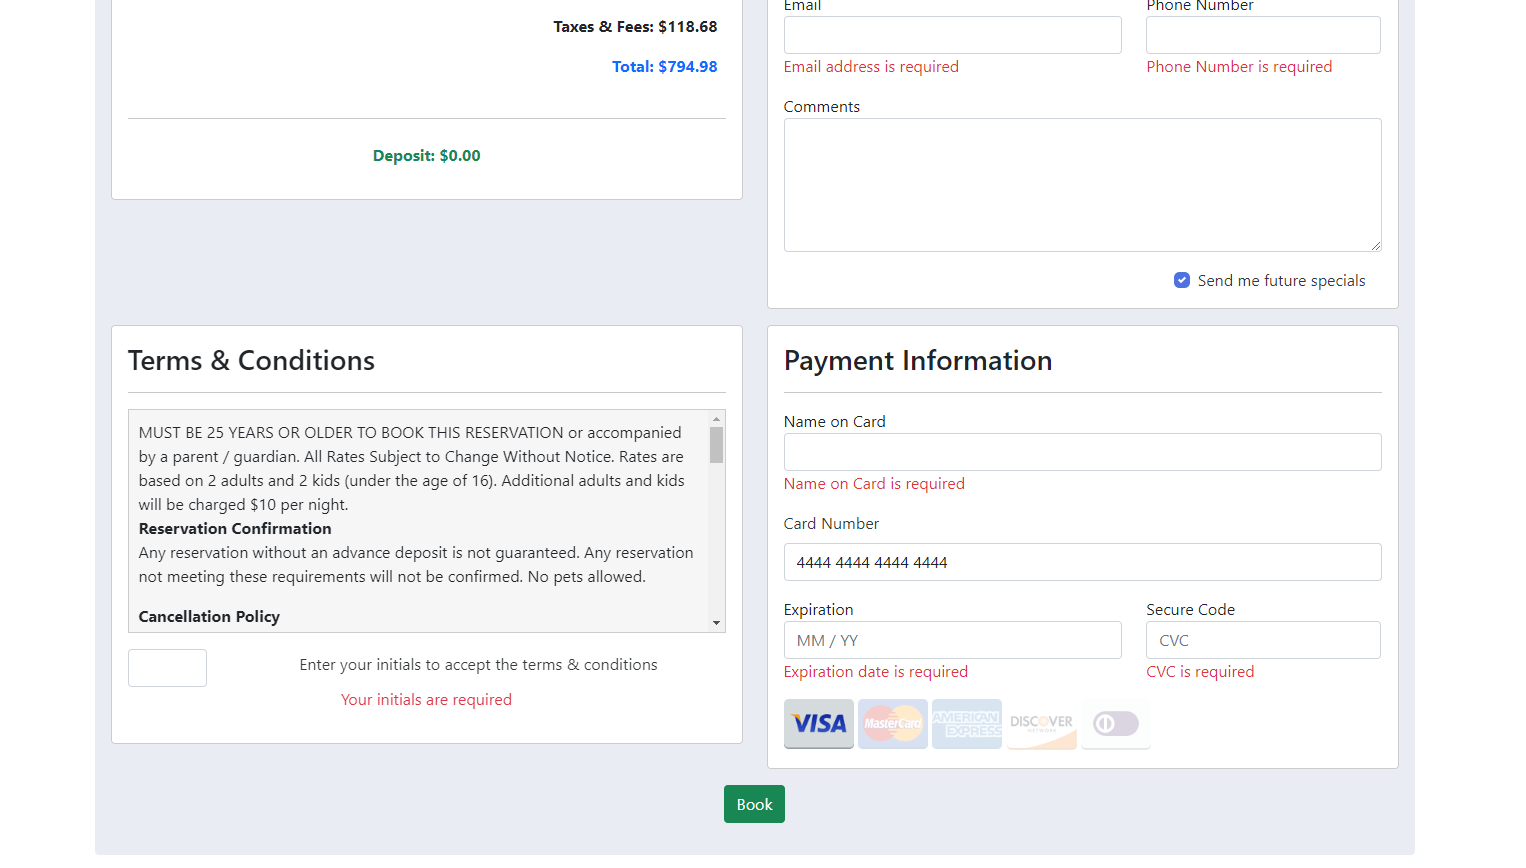 Taxes & Fees: $118.68
Total: $794.98
Deposit: $0.00
Email
Phone Number
Email address is required
Phone Number is required
Comments
Send me future specials
Terms & Conditions
MUST BE 25 YEARS OR OLDER TO BOOK THIS RESERVATION or accompanied
by a parent / guardian. All Rates Subject to Change Without Notice. Rates are
based on 2 adults and 2 kids (under the age of 16). Additional adults and kids
will be charged $10 per night.
Reservation Confirmation
Any reservation without an advance deposit is not guaranteed. Any reservation
not meeting these requirements will not be confirmed. No pets allowed.
Cancellation Policy
Enter your initials to accept the terms & conditions
Your initials are required
Payment Information
Name on Card
Name on Card is required
Card Number
4444 4444 4444 4444
Expiration
Secure Code
MM / YY
CVC
Expiration date is required
CVC is required
VISA
MasterCard
AMERICAN EXPRESS
DISCOVER
NETWORK
Book